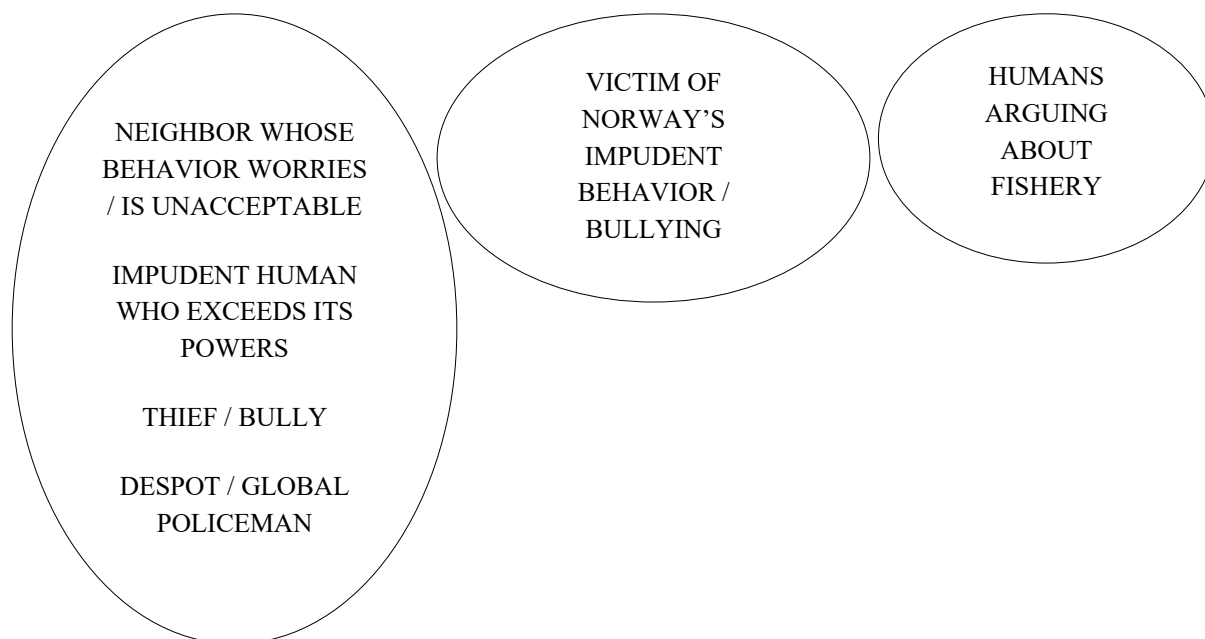 NEIGHBOR WHOSE
BEHAVIOR WORRIES
/ IS UNACCEPTABLE
IMPUDENT HUMAN
WHO EXCEEDS ITS
POWERS
THIEF / BULLY
DESPOT / GLOBAL
POLICEMAN
VICTIM OF
NORWAY’S
IMPUDENT
BEHAVIOR /
BULLYING
HUMANS
ARGUING
ABOUT
FISHERY